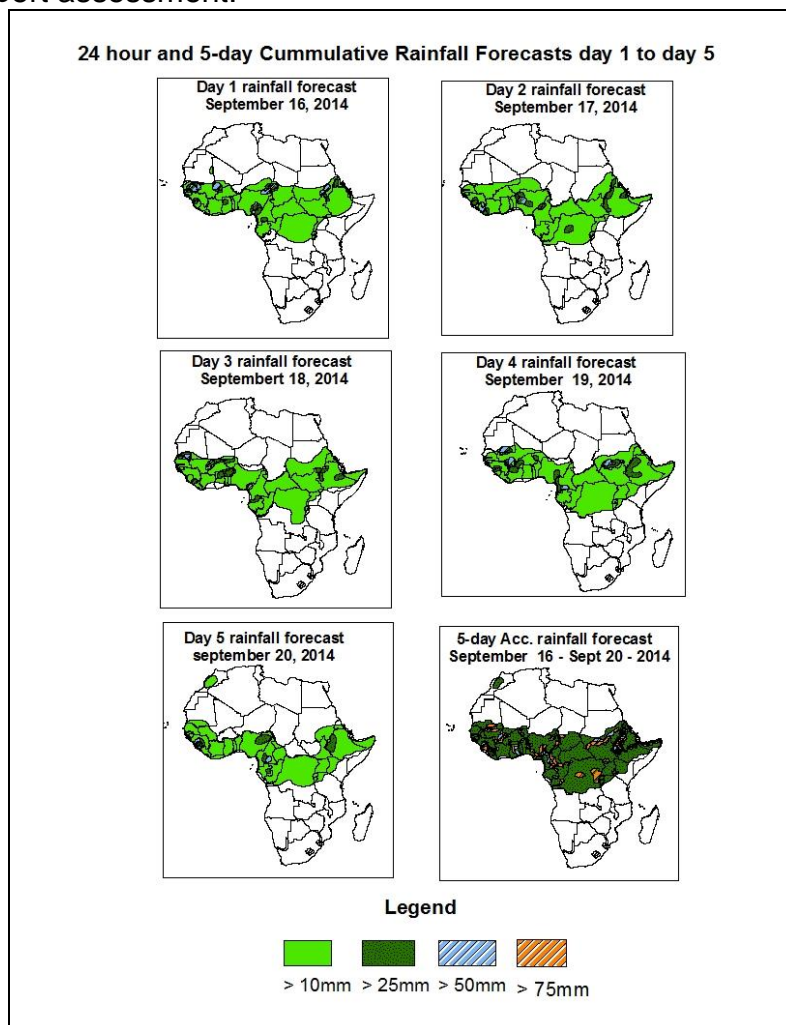 24 hour and 5-day Cummulative Rainfall Forecasts day 1 to day 5
Day 1 rainfall forecast
September 16, 2014
Day 2 rainfall forecast
September 17, 2014
Day 3 rainfall forecast
Septembert 18, 2014
Day 4 rainfall forecast
September 19, 2014
Day 5 rainfall forecast
september 20, 2014
5-day Acc. rainfall forecast
September 16 - Sept 20 - 2014
Legend
> 10mm > 25mm > 50mm > 75mm